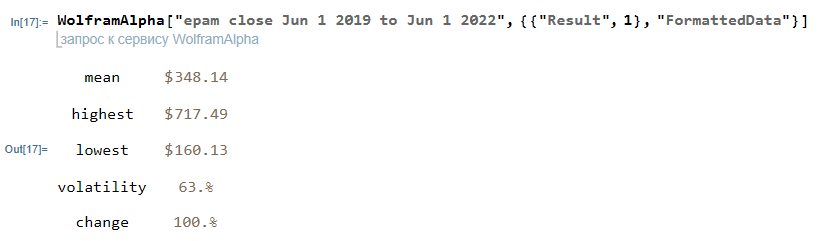 In[17]:= WolframAlpha["epam close Jun 1 2019 to Jun 1 2022", {{"Result", 1}, "FormattedData"}]
запрос к сервису WolframAlpha
mean $348.14
highest $717.49
Out[17]= lowest $160.13
volatility 63.%
change 100.%